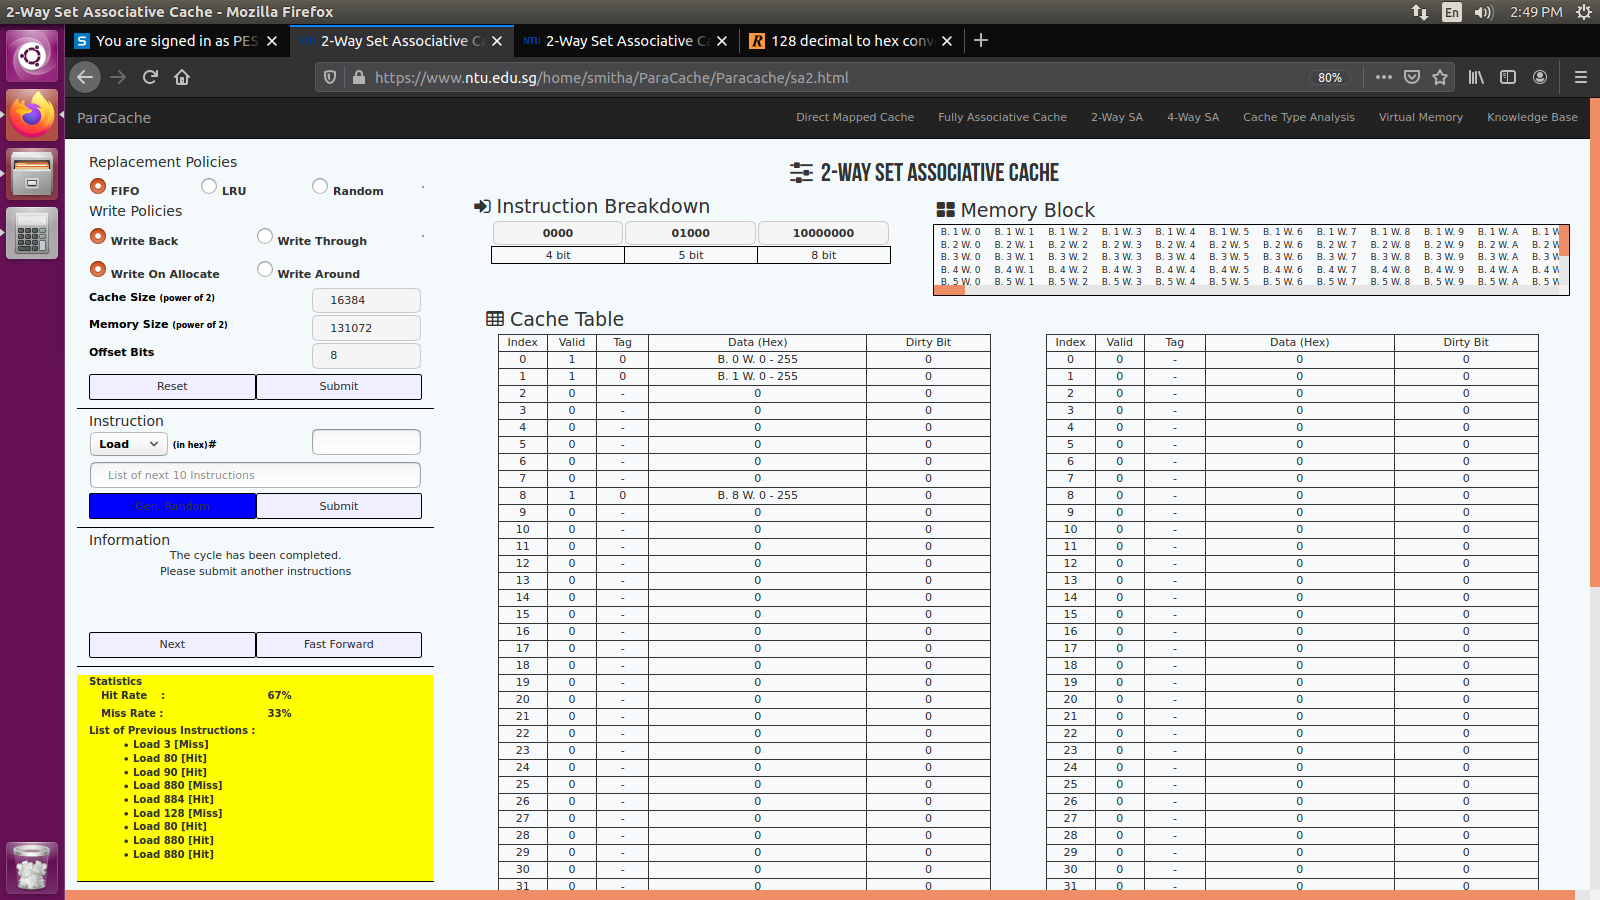 2-Way Set Associative Cache - Mozilla Firefox
En
2:49 PM
You are signed in as PES
2-Way Set Associative C
NTU 2-Way Set Associative C
128 decimal to hex conv
https://www.ntu.edu.sg/home/smitha/ParaCache/Paracache/sa2.html
80%
ParaCache
Direct Mapped Cache
Fully Associative Cache
2-Way SA
4-Way SA
Cache Type Analysis
Virtual Memory
Knowledge Base
Replacement Policies
FIFO LRU Random
Write Policies
Write Back Write Through
Write On Allocate Write Around
Cache Size (power of 2) 16384
Memory Size (power of 2) 131072
Offset Bits 8
Reset Submit
Instruction
Load (in hex)#
List of next 10 Instructions
Gen. Random Submit
Information
The cycle has been completed.
Please submit another instructions
Next Fast Forward
Statistics
Hit Rate : 67%
Miss Rate : 33%
List of Previous Instructions :
• Load 3 [Miss]
• Load 80 [Hit]
• Load 90 [Hit]
• Load 880 [Miss]
• Load 884 [Hit]
• Load 128 [Miss]
• Load 80 [Hit]
• Load 880 [Hit]
• Load 880 [Hit]
2-WAY SET ASSOCIATIVE CACHE
Instruction Breakdown
0000 01000 10000000
4 bit 5 bit 8 bit
Memory Block
B. 1 W. 0 B. 1 W. 1 B. 1 W. 2 B. 1 W. 3 B. 1 W. 4 B. 1 W. 5 B. 1 W. 6 B. 1 W. 7 B. 1 W. 8 B. 1 W. 9 B. 1 W. A B. 1 W
B. 2 W. 0 B. 2 W. 1 B. 2 W. 2 B. 2 W. 3 B. 2 W. 4 B. 2 W. 5 B. 2 W. 6 B. 2 W. 7 B. 2 W. 8 B. 2 W. 9 B. 2 W. A B. 2 W
B. 3 W. 0 B. 3 W. 1 B. 3 W. 2 B. 3 W. 3 B. 3 W. 4 B. 3 W. 5 B. 3 W. 6 B. 3 W. 7 B. 3 W. 8 B. 3 W. 9 B. 3 W. A B. 3 W
B. 4 W. 0 B. 4 W. 1 B. 4 W. 2 B. 4 W. 3 B. 4 W. 4 B. 4 W. 5 B. 4 W. 6 B. 4 W. 7 B. 4 W. 8 B. 4 W. 9 B. 4 W. A B. 4 W
B. 5 W. 0 B. 5 W. 1 B. 5 W. 2 B. 5 W. 3 B. 5 W. 4 B. 5 W. 5 B. 5 W. 6 B. 5 W. 7 B. 5 W. 8 B. 5 W. 9 B. 5 W. A B. 5 W
Cache Table
Index Valid Tag Data (Hex) Dirty Bit Index Valid Tag Data (Hex) Dirty Bit
0 1 0 B. 0 W. 0 - 255 0 0 0 - 0 0
1 1 0 B. 1 W. 0 - 255 0 1 0 - 0 0
2 0 - 0 0 2 0 - 0 0
3 0 - 0 0 3 0 - 0 0
4 0 - 0 0 4 0 - 0 0
5 0 - 0 0 5 0 - 0 0
6 0 - 0 0 6 0 - 0 0
7 0 - 0 0 7 0 - 0 0
8 1 0 B. 8 W. 0 - 255 0 8 0 - 0 0
9 0 - 0 0 9 0 - 0 0
10 0 - 0 0 10 0 - 0 0
11 0 - 0 0 11 0 - 0 0
12 0 - 0 0 12 0 - 0 0
13 0 - 0 0 13 0 - 0 0
14 0 - 0 0 14 0 - 0 0
15 0 - 0 0 15 0 - 0 0
16 0 - 0 0 16 0 - 0 0
17 0 - 0 0 17 0 - 0 0
18 0 - 0 0 18 0 - 0 0
19 0 - 0 0 19 0 - 0 0
20 0 - 0 0 20 0 - 0 0
21 0 - 0 0 21 0 - 0 0
22 0 - 0 0 22 0 - 0 0
23 0 - 0 0 23 0 - 0 0
24 0 - 0 0 24 0 - 0 0
25 0 - 0 0 25 0 - 0 0
26 0 - 0 0 26 0 - 0 0
27 0 - 0 0 27 0 - 0 0
28 0 - 0 0 28 0 - 0 0
29 0 - 0 0 29 0 - 0 0
30 0 - 0 0 30 0 - 0 0
31 0 - 0 0 31 0 - 0 0